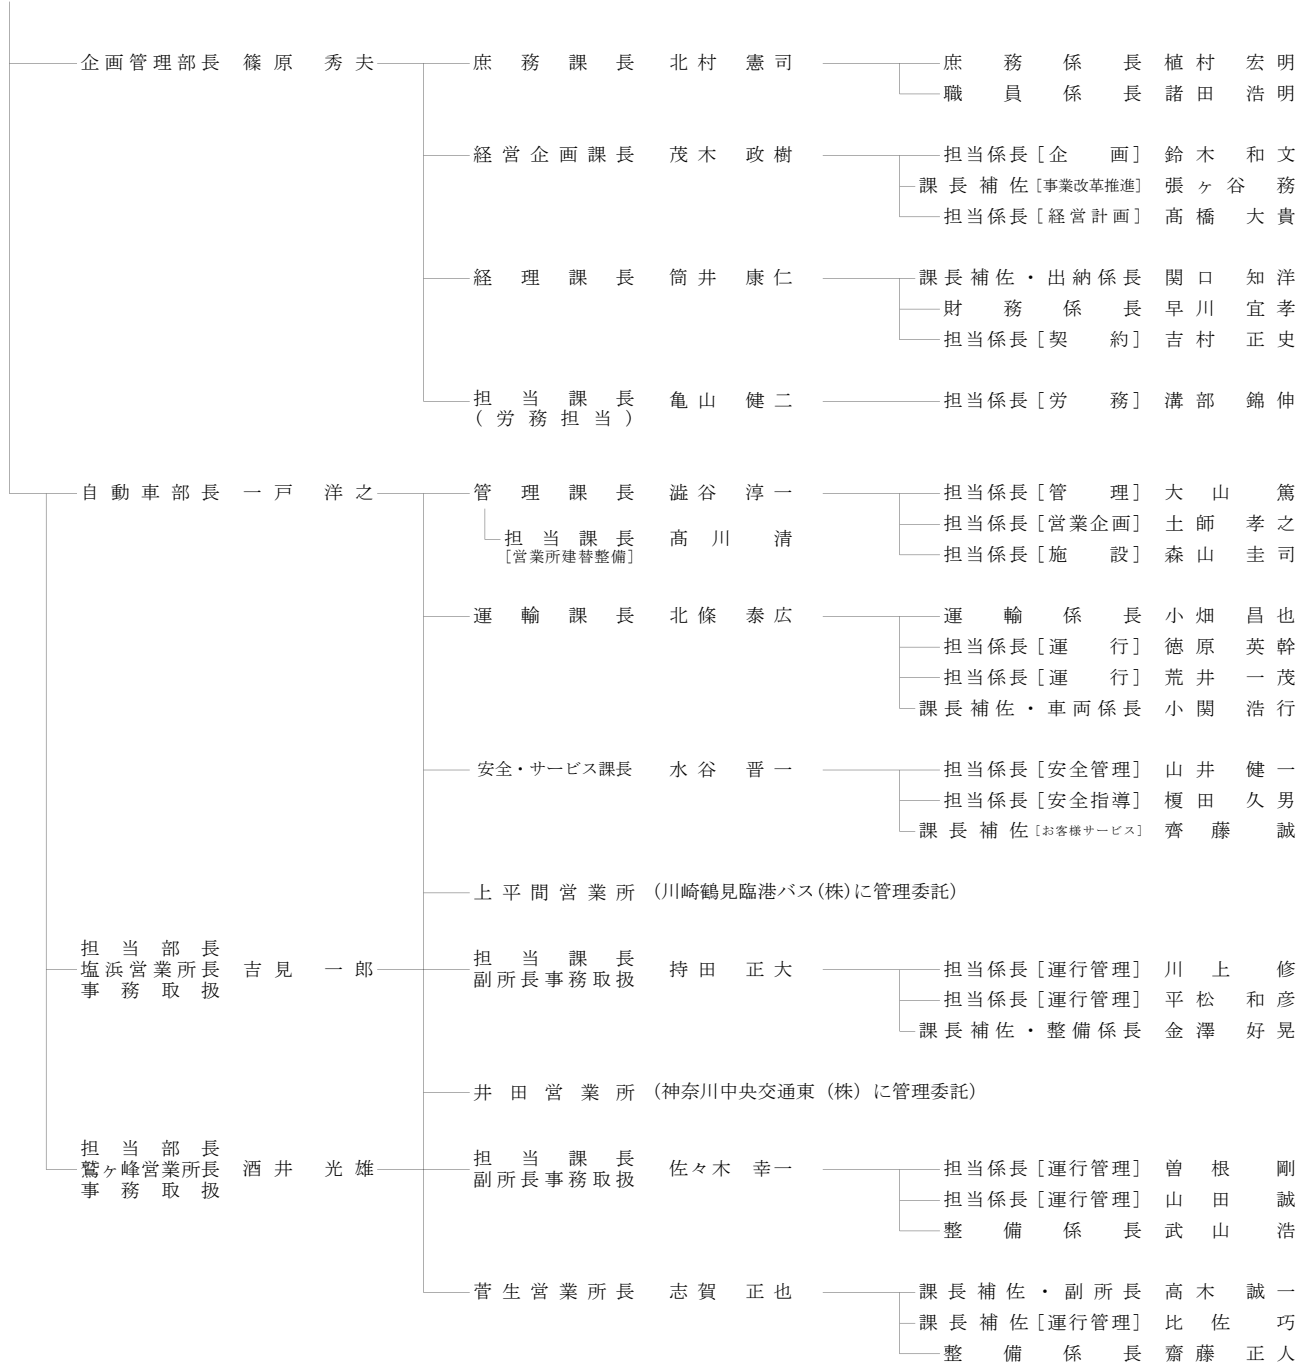 企画管理部長 篠原 秀夫 庶務課長 北村 憲司 庶務係長 植村 宏明
職員係長 諸田 浩明
経営企画課長 茂木 政樹 担当係長[企 画] 鈴木 和文
課長補佐[事業改革推進] 張ヶ谷 務
担当係長[経営計画] 髙橋 大貴
経理課長 筒井 康仁 課長補佐・出納係長 関口 知洋
財務係長 早川 宜孝
担当係長[契 約] 吉村 正史
担当課長 亀山 健二 担当係長[労 務] 溝部 錦伸
(労務担当)
自動車部長 一戸 洋之 管理課長 澁谷 淳一 担当係長[管 理] 大山 篤
担当係長[営業企画] 土師 孝之
担当課長 髙川 清
[営業所建替整備]
担当係長[施 設] 森山 圭司
運輸課長 北條 泰広 運輸係長 小畑 昌也
担当係長[運 行] 徳原 英幹
担当係長[運 行] 荒井 一茂
課長補佐・車両係長 小関 浩行
安全・サービス課長 水谷 晋一 担当係長[安全管理] 山井 健一
担当係長[安全指導] 榎田 久男
課長補佐[お客様サービス] 齊藤 誠
上平間営業所 (川崎鶴見臨港バス(株)に管理委託)
担当部長
塩浜営業所長 吉見 一郎
事務取扱
担当課長
副所長事務取扱 持田 正大 担当係長[運行管理] 川上 修
担当係長[運行管理] 平松 和彦
課長補佐・整備係長 金澤 好晃
井田営業所 (神奈川中央交通東(株)に管理委託)
担当部長
鷲ヶ峰営業所長 酒井 光雄
事務取扱
担当課長
副所長事務取扱 佐々木 幸一 担当係長[運行管理] 曽根 剛
担当係長[運行管理] 山田 誠
整備係長 武山 浩
菅生営業所長 志賀 正也 課長補佐・副所長 高木 誠一
課長補佐[運行管理] 比佐 巧
整備係長 齋藤 正人